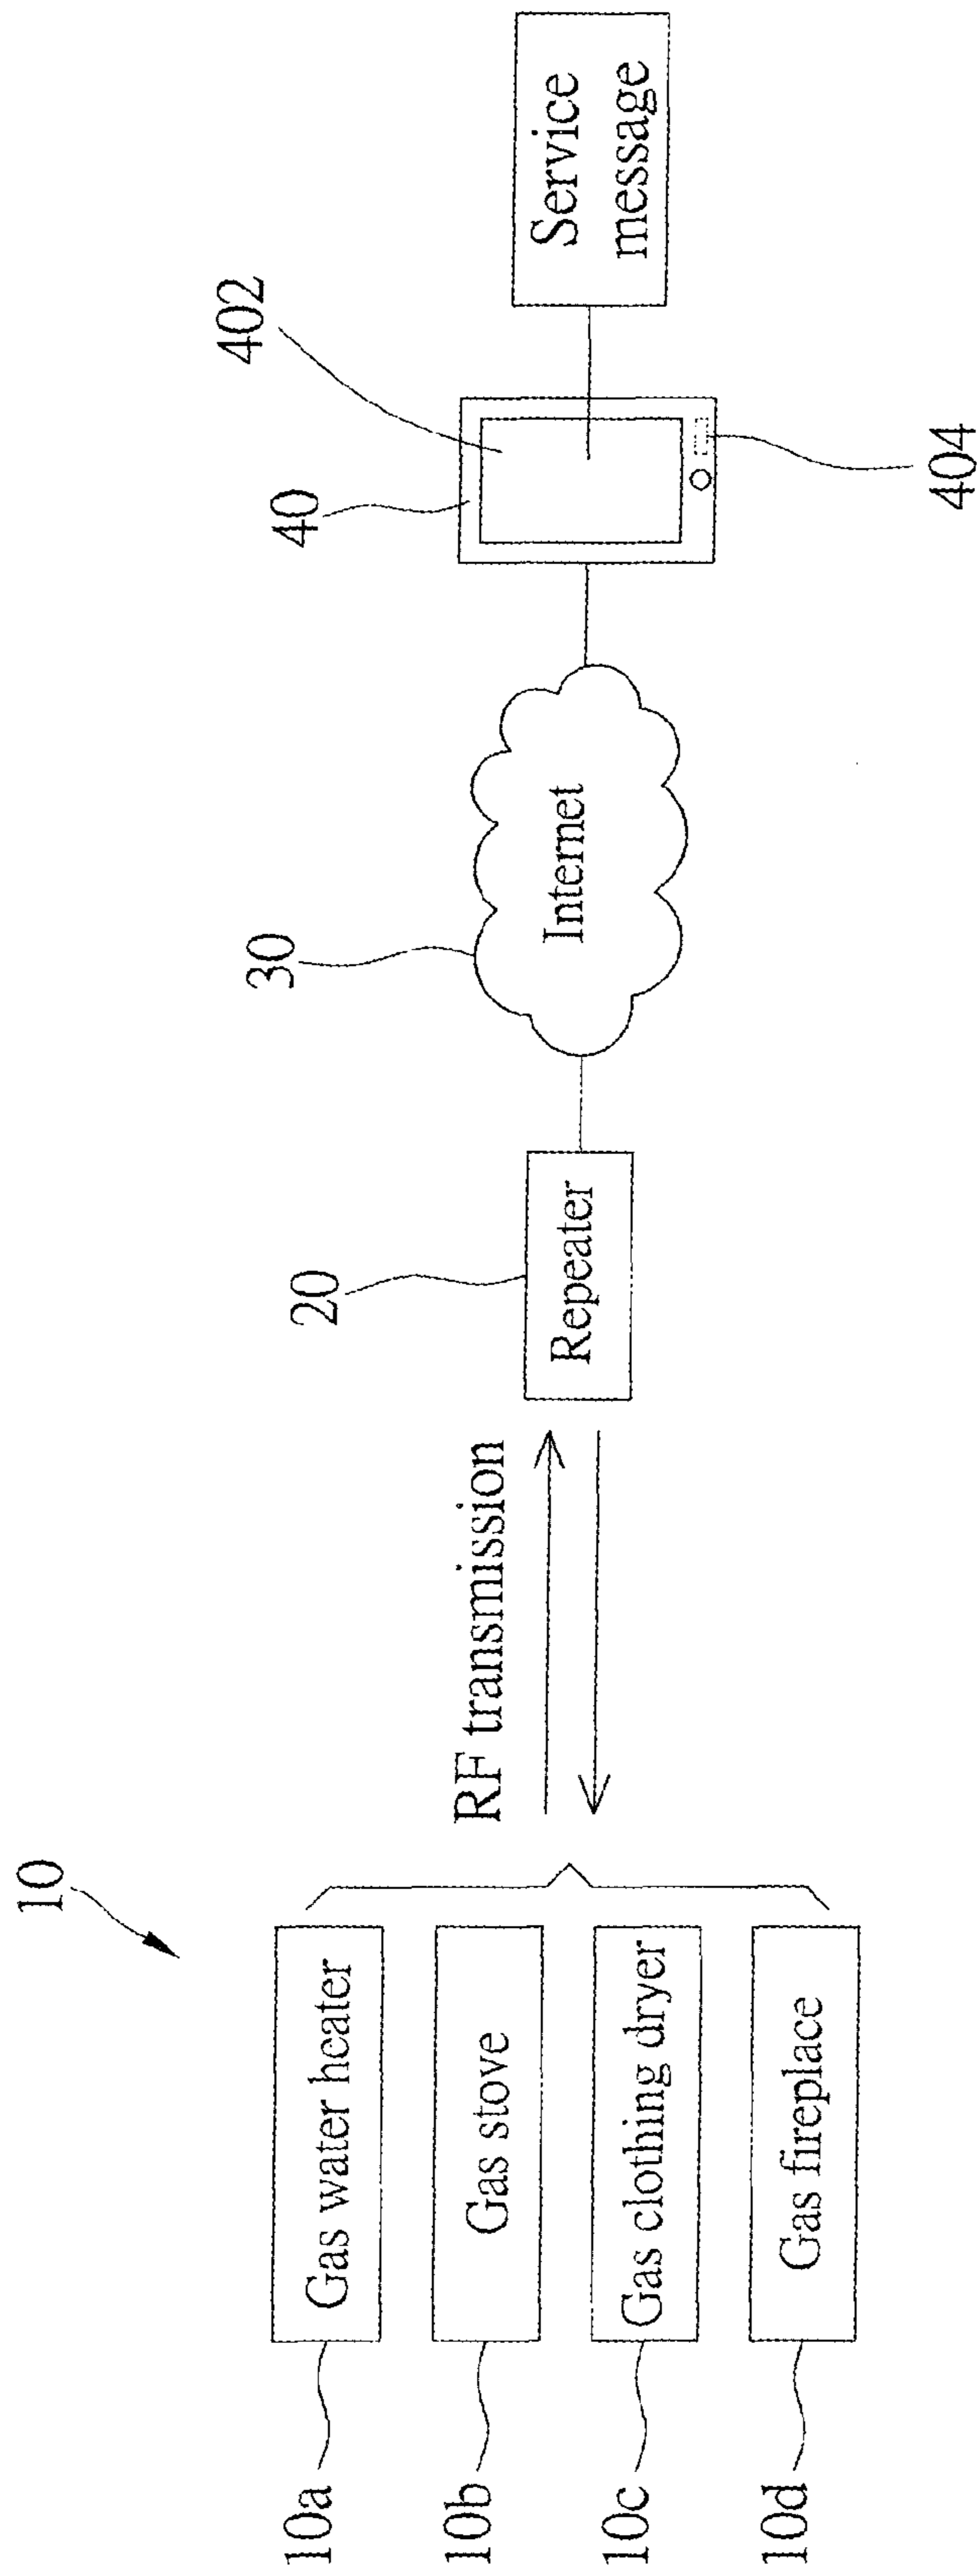 10
10a
Gas water heater
10b
Gas stove
10c
Gas clothing dryer
10d
Gas fireplace
RF transmission
20
Repeater
30
Internet
40
402
404
Service
message